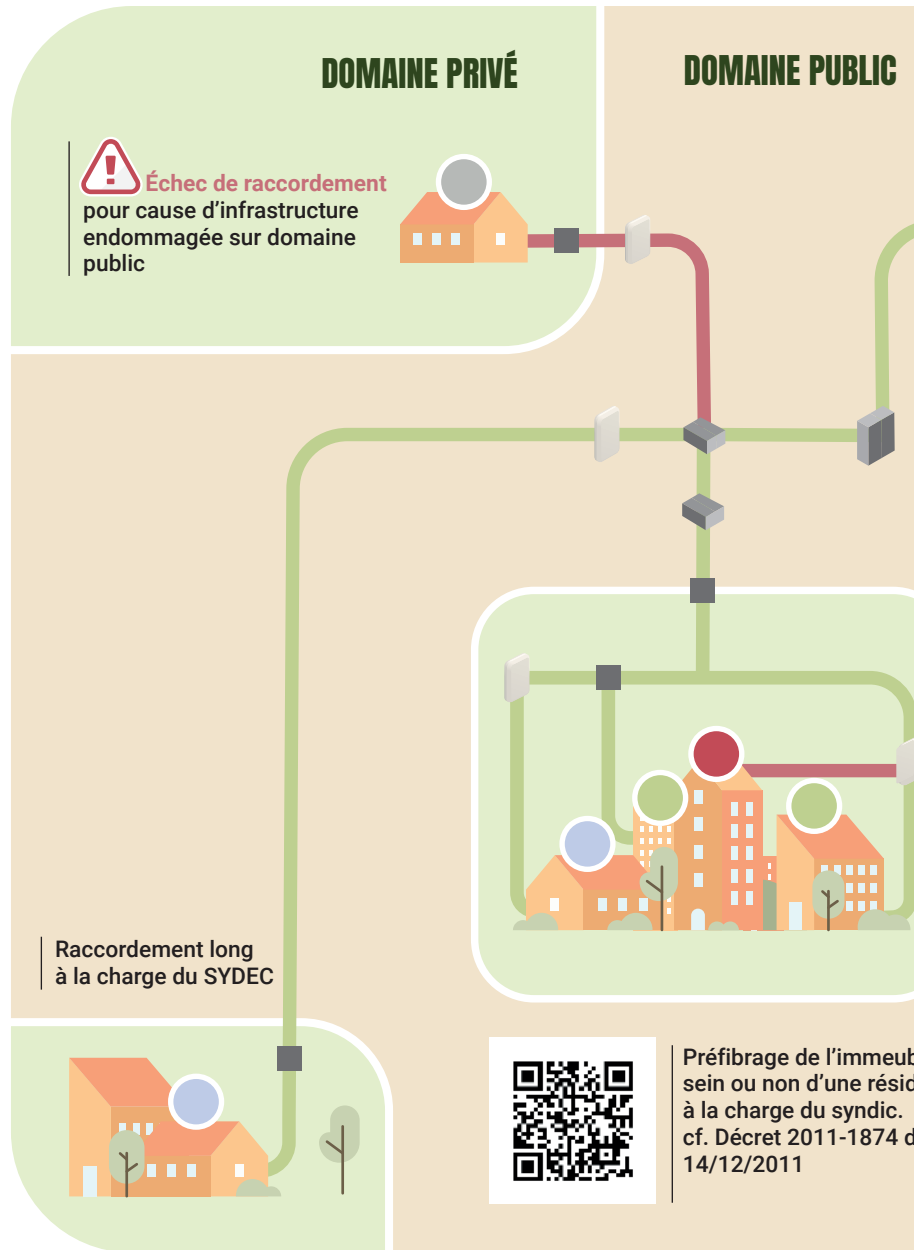 DOMAINE PRIVÉ
DOMAINE PUBLIC
Échec de raccordement
pour cause d’infrastructure
endommagée sur domaine
public
Raccordement long
à la charge du SYDEC
Préfibrage de l’immeub
sein ou non d’une résid
à la charge du syndic.
cf. Décret 2011-1874 d
14/12/2011